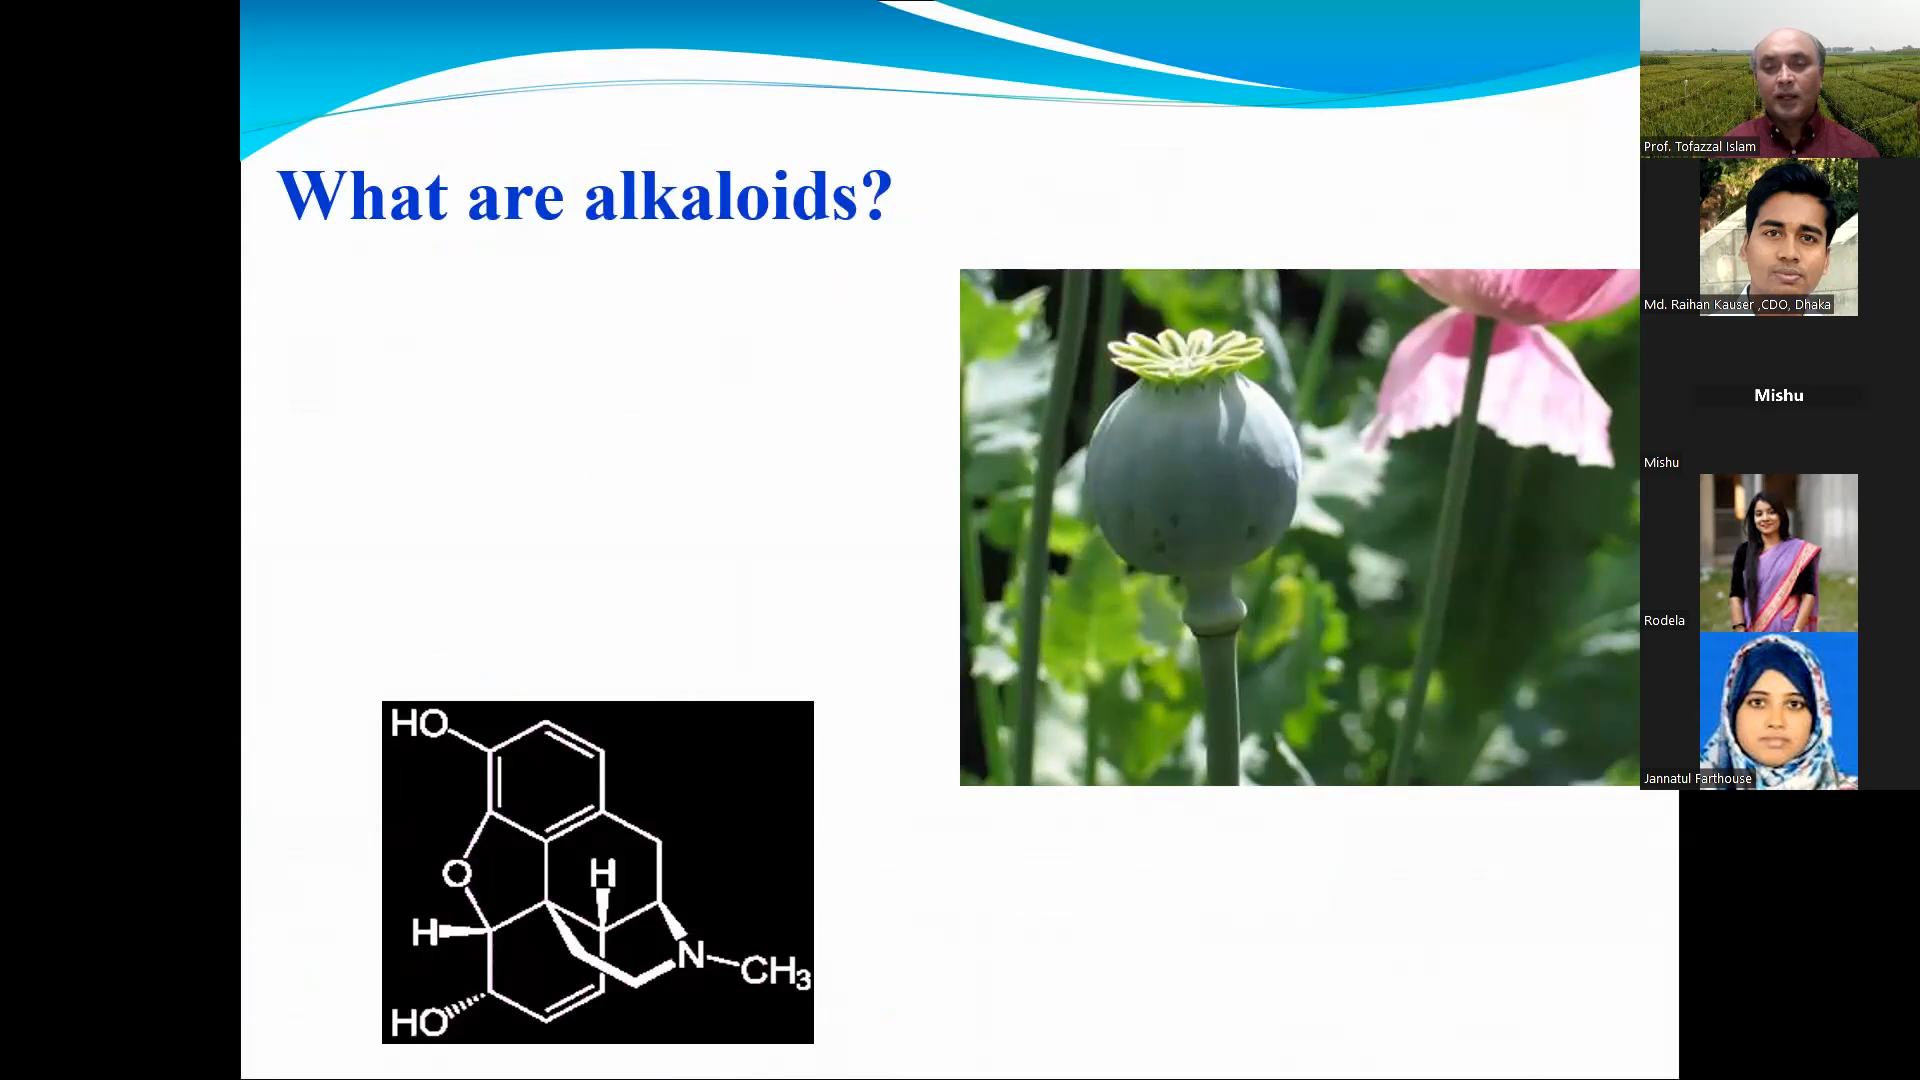 What are alkaloids?
HO
O
H
H
N
CH3
HO
Prof. Tofazzal Islam
Md. Raihan Kauser ,CDO, Dhaka
Mishu
Mishu
Rodela
Jannatul Farthouse